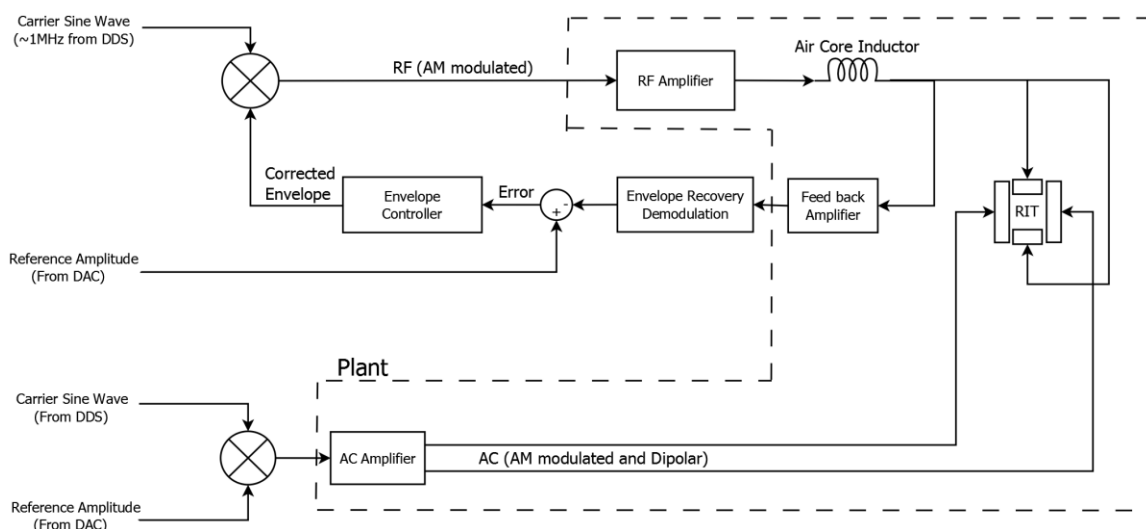 Carrier Sine Wave
(~1MHz from DDS)
RF (AM modulated)
RF Amplifier
Air Core Inductor
Corrected
Envelope
Envelope
Controller
Error
-
+
Envelope Recovery
Demodulation
Feed back
Amplifier
RIT
Reference Amplitude
(From DAC)
Plant
Carrier Sine Wave
(From DDS)
AC Amplifier
AC (AM modulated and Dipolar)
Reference Amplitude
(From DAC)